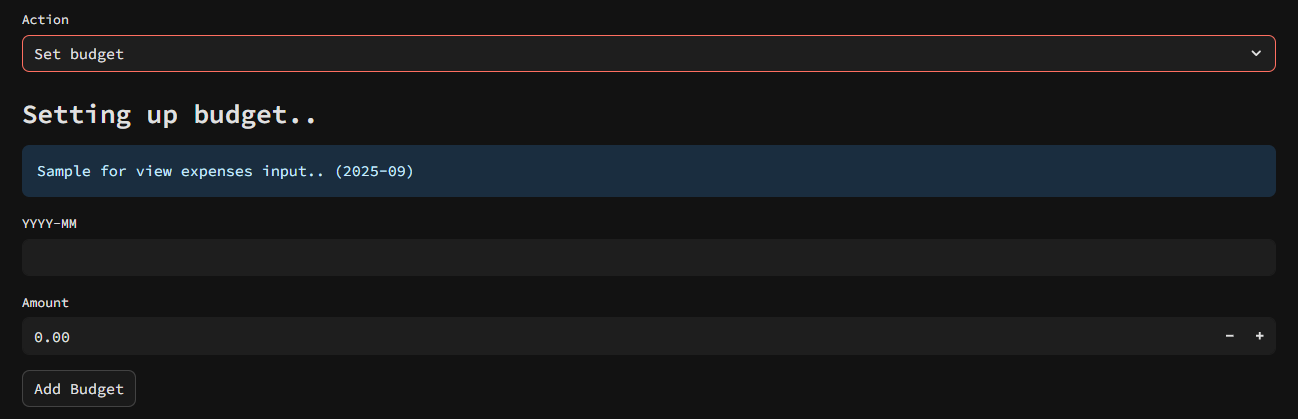 Action
Set budget
Setting up budget..
Sample for view expenses input.. (2025-09)
YYYY-MM
Amount
0.00 - +
Add Budget